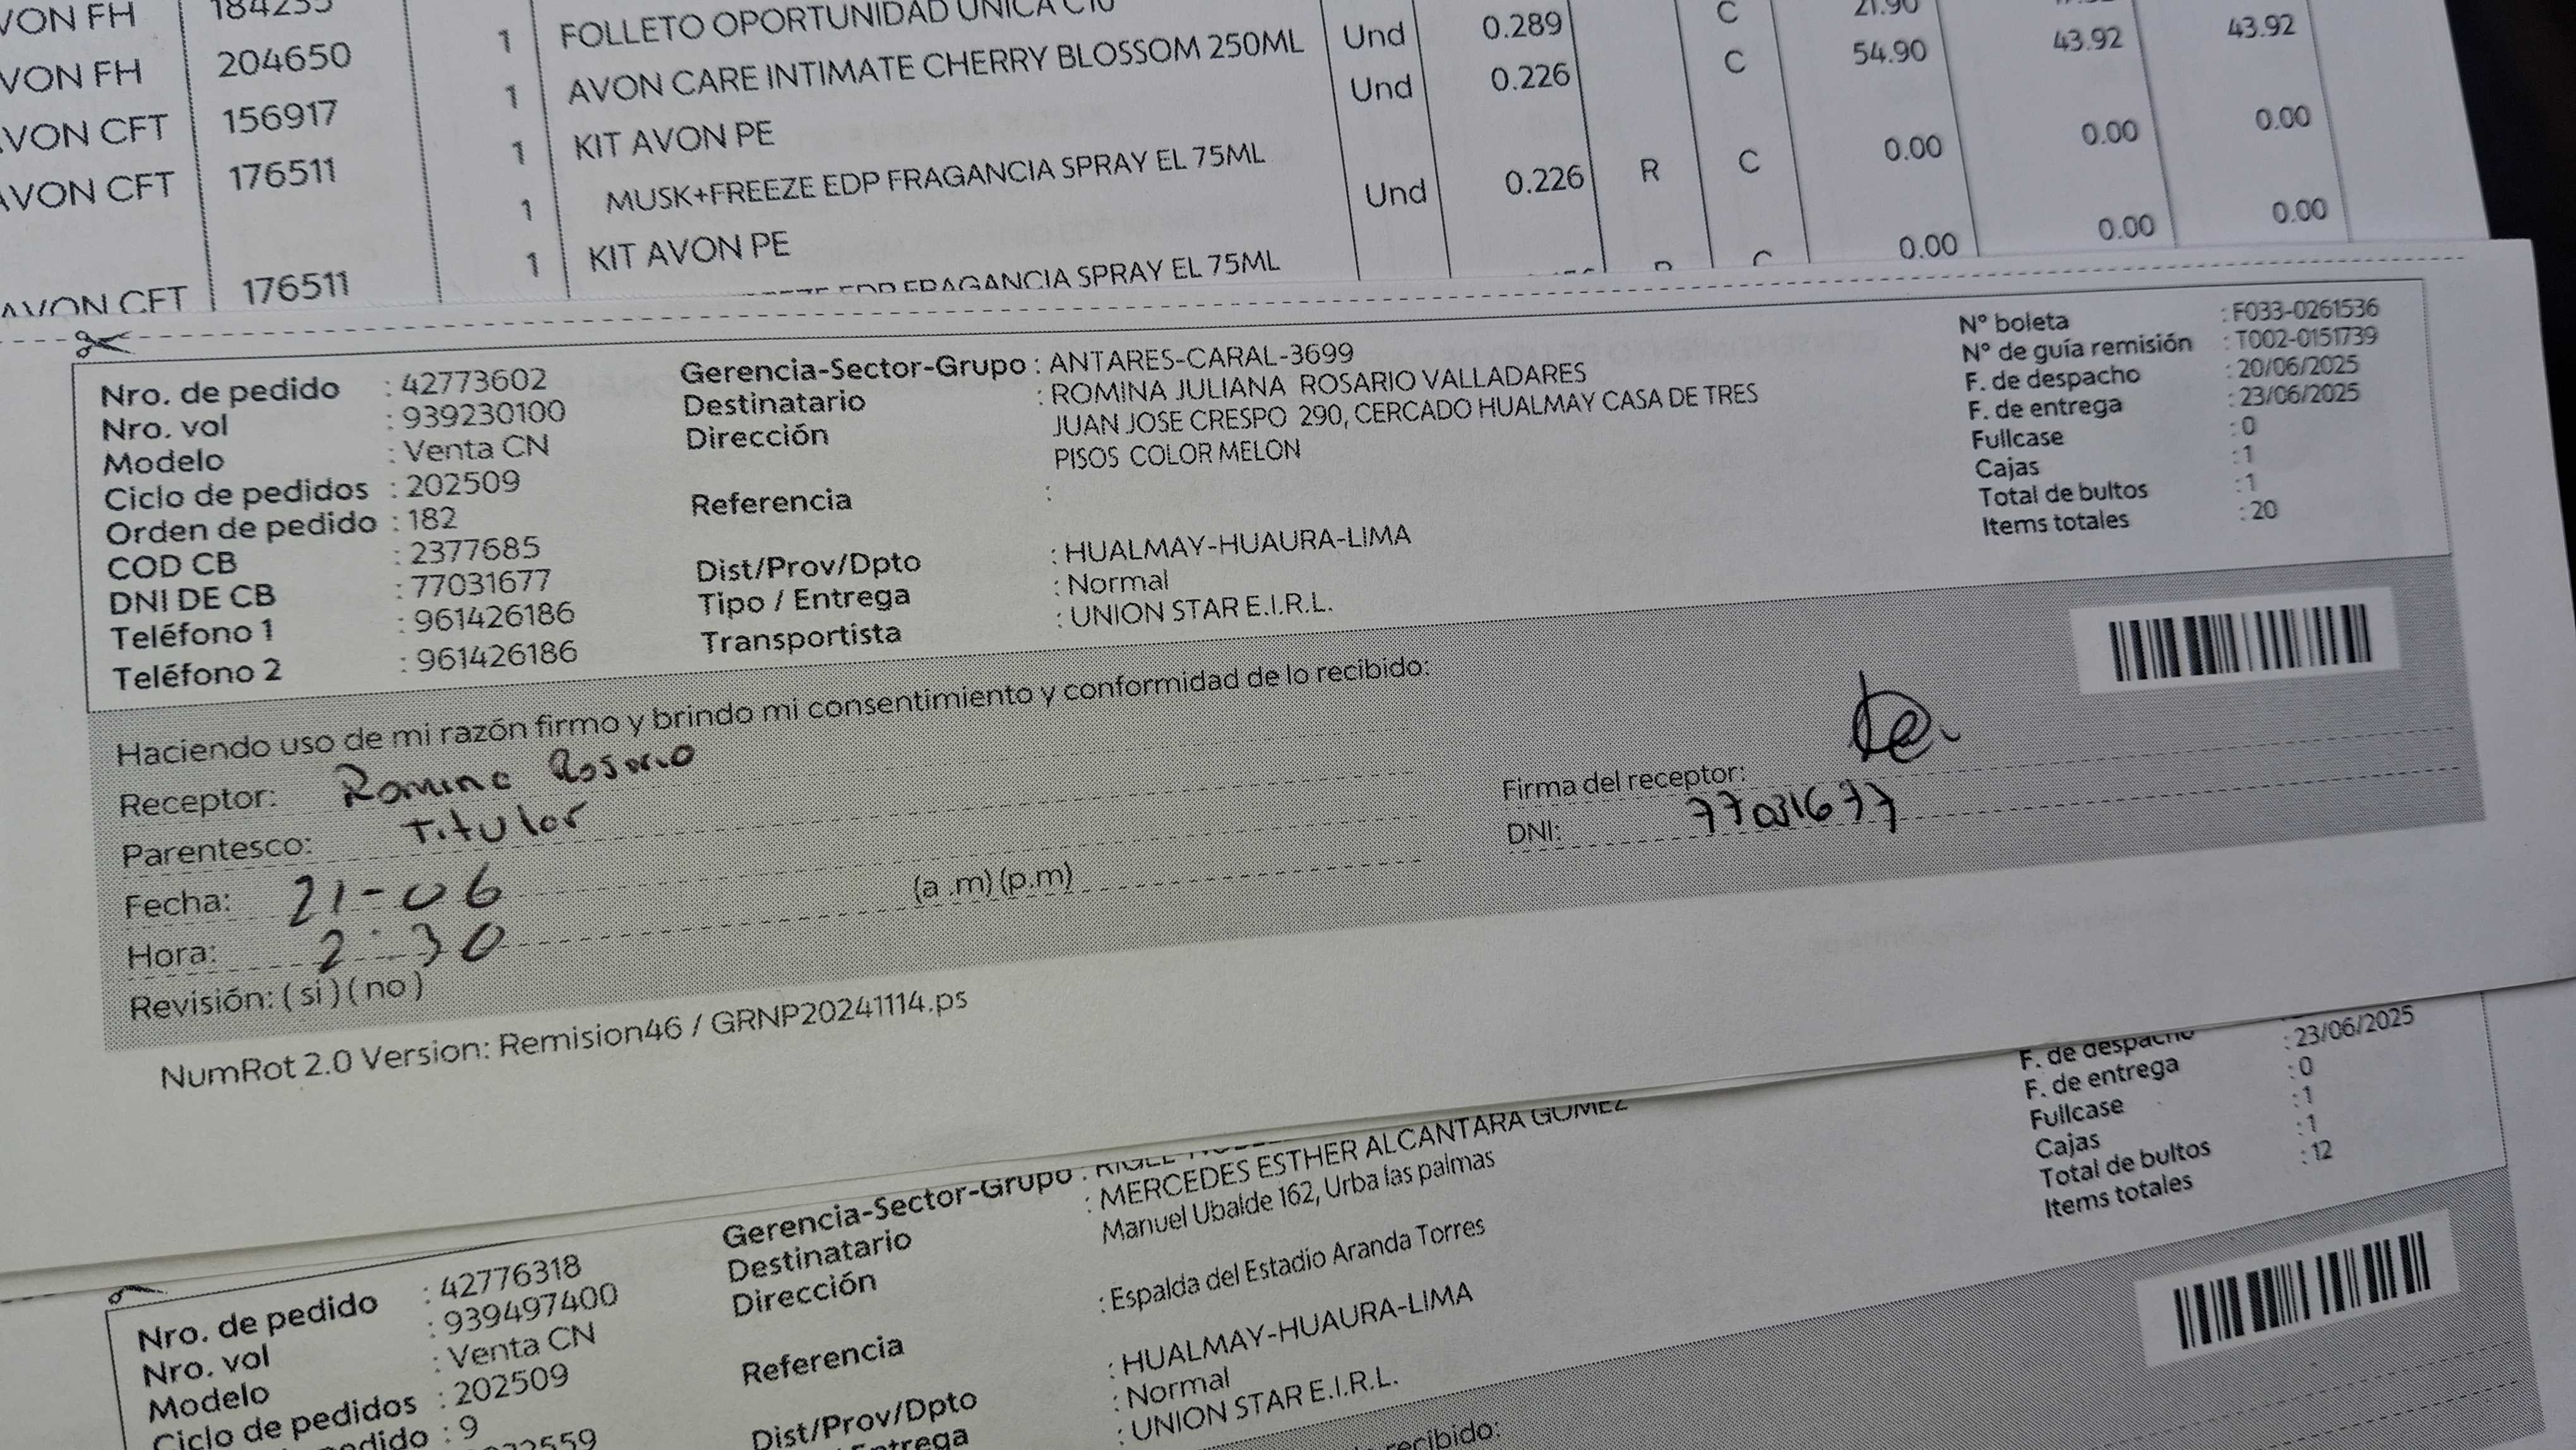 VON FH 184235 1 FOLLETO OPORTUNIDAD UNICA C10 Und 0.289 C 21.90
VON FH 204650 1 AVON CARE INTIMATE CHERRY BLOSSOM 250ML Und 0.226 C 54.90 43.92 43.92
VON CFT 156917 1 KIT AVON PE
MUSK+FREEZE EDP FRAGANCIA SPRAY EL 75ML Und 0.226 R C 0.00 0.00 0.00
AVON CFT 176511 1
1 KIT AVON PE 0.00 0.00 0.00
AVON CFT 176511 EDP FRAGANCIA SPRAY EL 75ML
Nro. de pedido : 42773602
Nro. vol : 939230100
Modelo : Venta CN
Ciclo de pedidos : 202509
Orden de pedido : 182
COD CB : 2377685
DNI DE CB : 77031677
Teléfono 1 : 961426186
Teléfono 2 : 961426186
Gerencia-Sector-Grupo : ANTARES-CARAL-3699
Destinatario : ROMINA JULIANA ROSARIO VALLADARES
Dirección JUAN JOSE CRESPO 290, CERCADO HUALMAY CASA DE TRES
PISOS COLOR MELON
Referencia :
Dist/Prov/Dpto : HUALMAY-HUAURA-LIMA
Tipo / Entrega : Normal
Transportista : UNION STAR E.I.R.L.
N° boleta : F033-0261536
N° de guía remisión : T002-0151739
F. de despacho : 20/06/2025
F. de entrega : 23/06/2025
Fullcase : 0
Cajas : 1
Total de bultos : 1
Items totales : 20
Haciendo uso de mi razón firmo y brindo mi consentimiento y conformidad de lo recibido:
Receptor: Romina Rosario
Parentesco: Titular
Fecha: 21-06
Hora: 2:30 (a .m) (p.m)
Revisión: ( si ) ( no )
Firma del receptor:
DNI: 77031677
NumRot 2.0 Version: Remision46 / GRNP20241114.ps
Nro. de pedido : 42776318
Nro. vol : 939497400
Modelo : Venta CN
Ciclo de pedidos : 202509
: 9
Gerencia-Sector-Grupo :
Destinatario : MERCEDES ESTHER ALCANTARA GOMEZ
Dirección Manuel Ubalde 162, Urba las palmas
Referencia : Espalda del Estadio Aranda Torres
Dist/Prov/Dpto : HUALMAY-HUAURA-LIMA
: Normal
: UNION STAR E.I.R.L.
F. de despacho
F. de entrega : 23/06/2025
Fullcase : 0
Cajas : 1
Total de bultos : 1
Items totales : 12